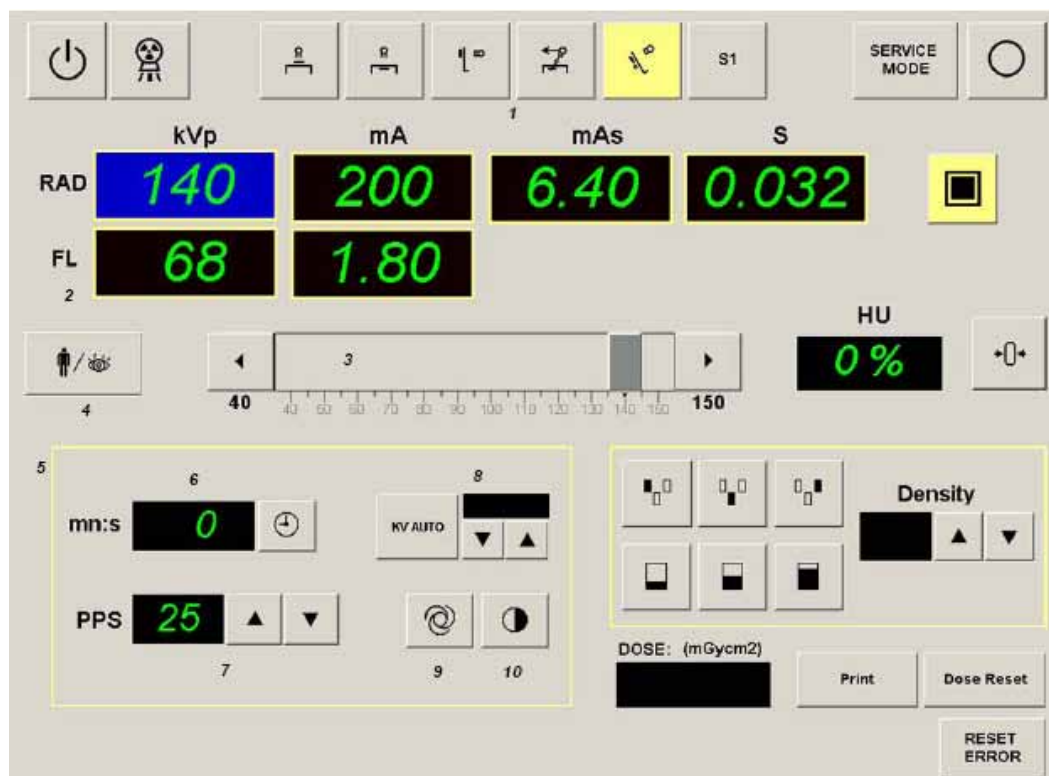 S1
SERVICE
MODE
1
kVp mA mAs S
RAD 140 200 6.40 0.032
FL 68 1.80
2
HU
0 %
3
40 150
40 50 60 70 80 90 100 110 120 130 140 150
4
5
6
8
mn:s 0
KV AUTO
Density
PPS 25
7
9
10
DOSE: (mGycm2)
Print
Dose Reset
RESET
ERROR